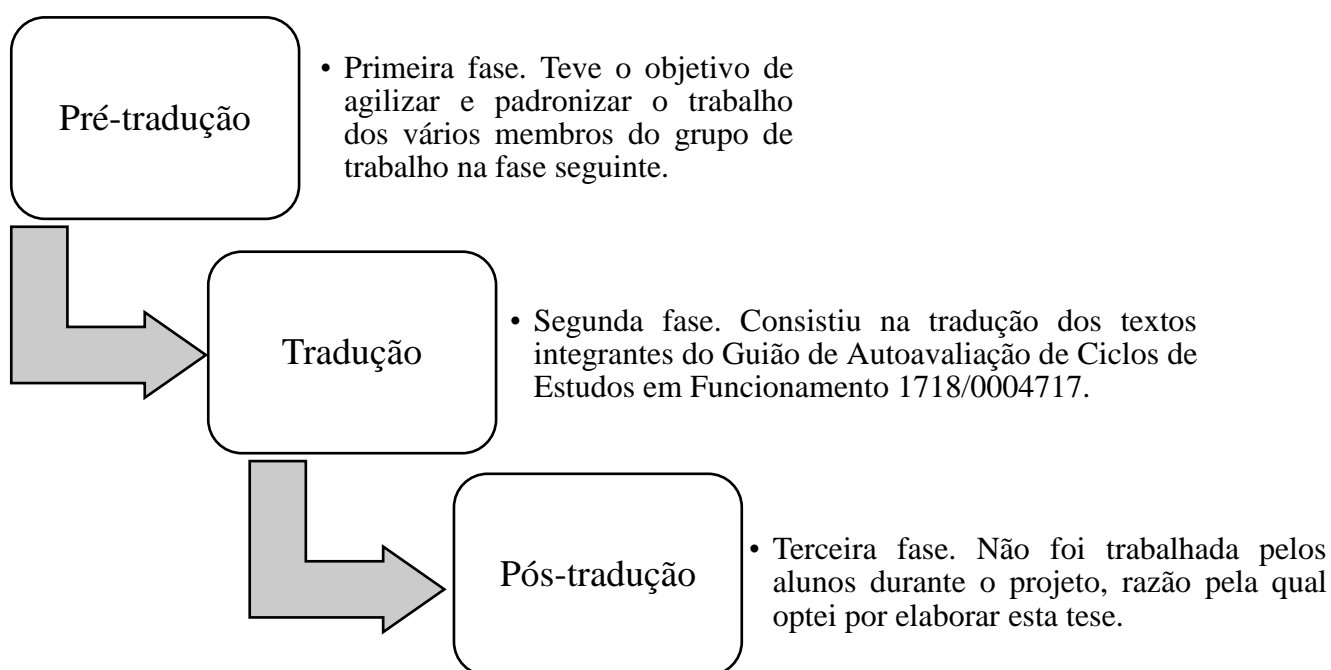 Pré-tradução
• Primeira fase. Teve o objetivo de
agilizar e padronizar o trabalho
dos vários membros do grupo de
trabalho na fase seguinte.
Tradução
• Segunda fase. Consistiu na tradução dos textos
integrantes do Guião de Autoavaliação de Ciclos de
Estudos em Funcionamento 1718/0004717.
Pós-tradução
• Terceira fase. Não foi trabalhada pelos
alunos durante o projeto, razão pela qual
optei por elaborar esta tese.